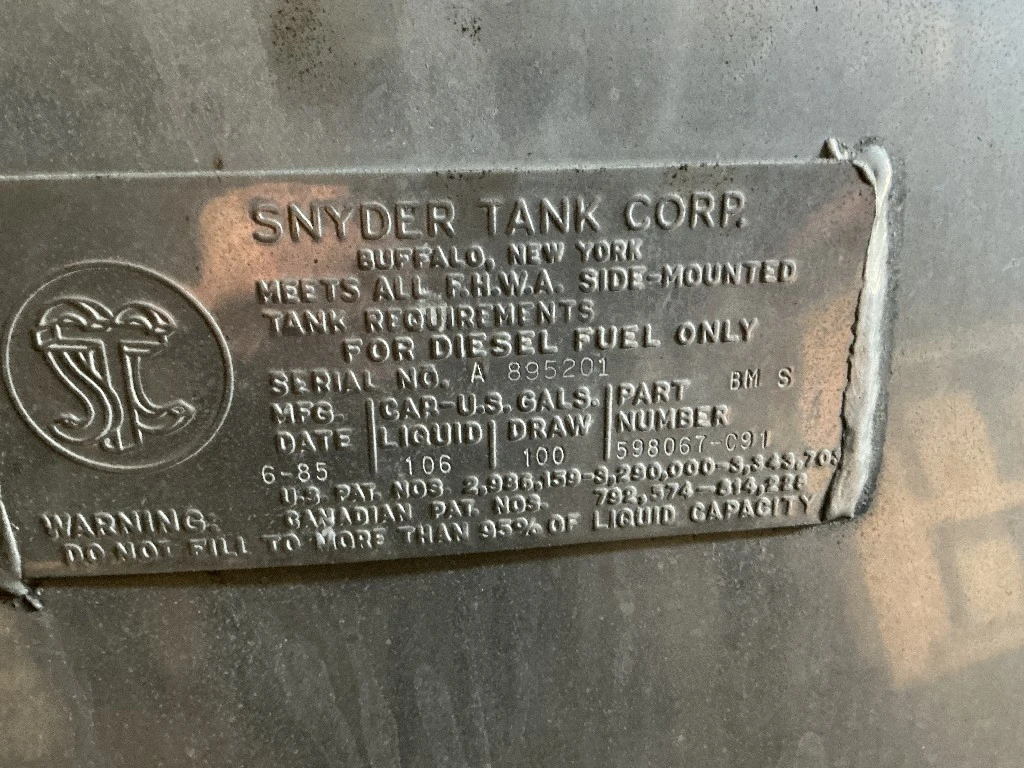 SNYDER TANK CORP.
BUFFALO, NEW YORK
MEETS ALL F.H.W.A. SIDE-MOUNTED
TANK REQUIREMENTS
FOR DIESEL FUEL ONLY
SERIAL NO. A 895201 BM S
MFG. DATE CAP.-U.S. GALS. LIQUID DRAW PART NUMBER
6-85 106 100 598067-C91
U.S. PAT. NOS. 2,986,159-3,290,000-3,343,703
CANADIAN PAT. NOS. 792,574-814,228
WARNING:
DO NOT FILL TO MORE THAN 95% OF LIQUID CAPACITY